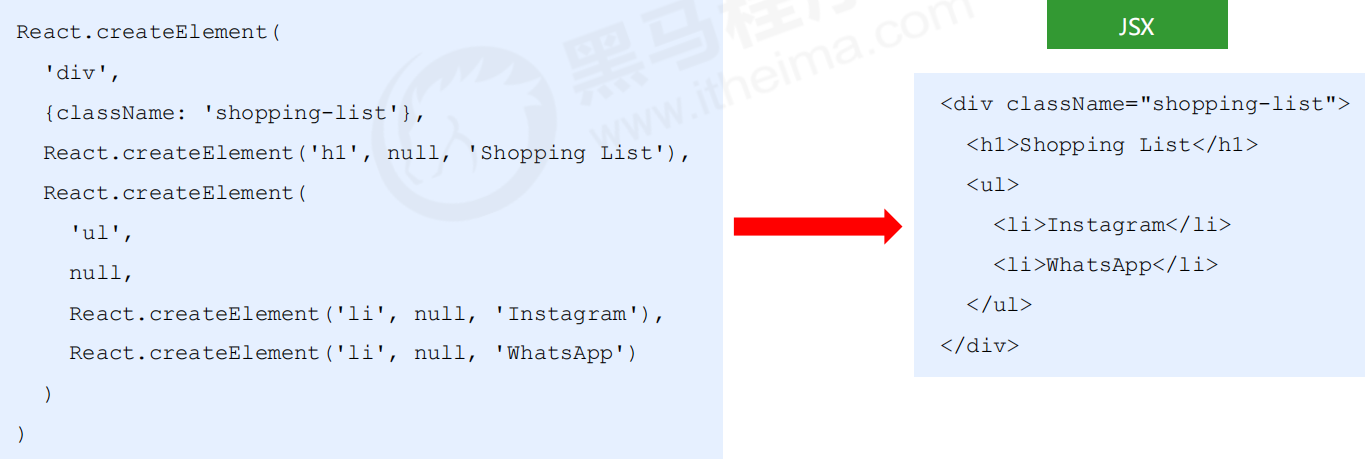 React.createElement(
  'div',
  {className: 'shopping-list'},
  React.createElement('h1', null, 'Shopping List'),
  React.createElement(
    'ul',
    null,
    React.createElement('li', null, 'Instagram'),
    React.createElement('li', null, 'WhatsApp')
  )
)
黑马程序
www.itheima.com
JSX
<div className="shopping-list">
  <h1>Shopping List</h1>
  <ul>
    <li>Instagram</li>
    <li>WhatsApp</li>
  </ul>
</div>